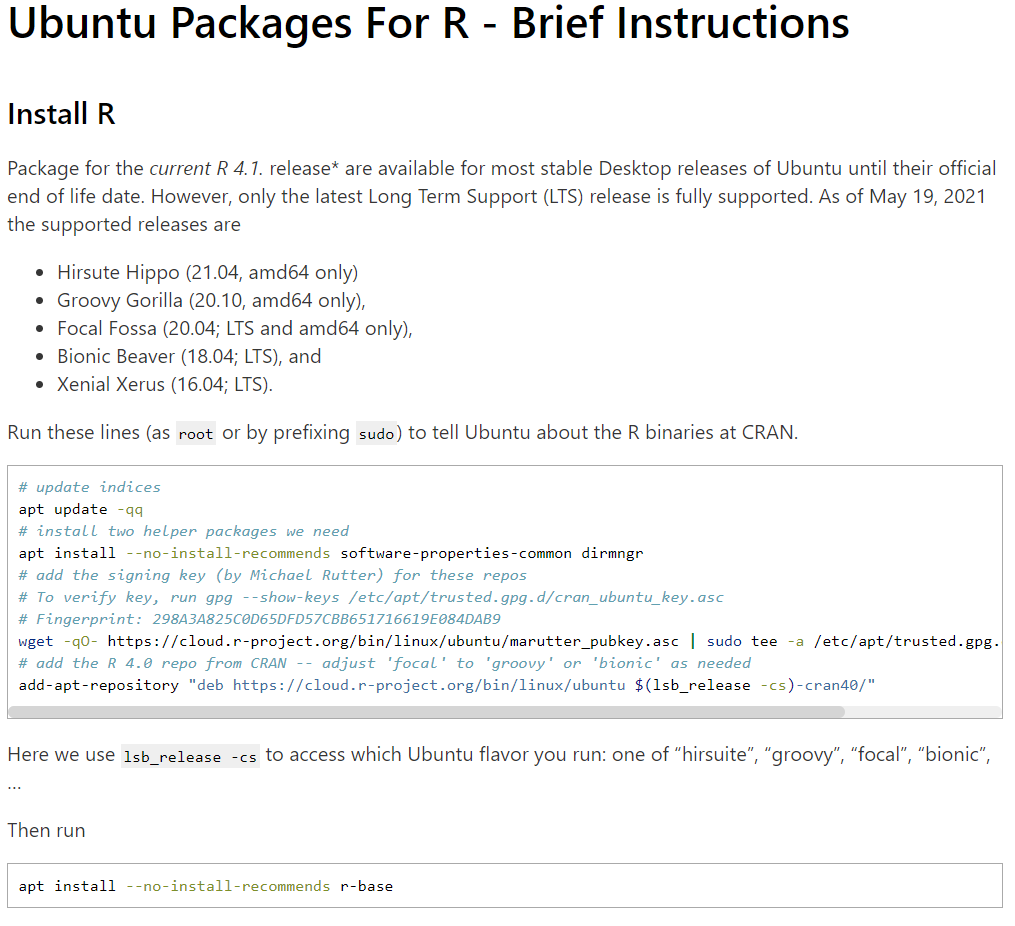 Ubuntu Packages For R - Brief Instructions
Install R
Package for the current R 4.1. release* are available for most stable Desktop releases of Ubuntu until their official
end of life date. However, only the latest Long Term Support (LTS) release is fully supported. As of May 19, 2021
the supported releases are
• Hirsute Hippo (21.04, amd64 only)
• Groovy Gorilla (20.10, amd64 only),
• Focal Fossa (20.04; LTS and amd64 only),
• Bionic Beaver (18.04; LTS), and
• Xenial Xerus (16.04; LTS).
Run these lines (as root or by prefixing sudo) to tell Ubuntu about the R binaries at CRAN.
# update indices
apt update -qq
# install two helper packages we need
apt install --no-install-recommends software-properties-common dirmngr
# add the signing key (by Michael Rutter) for these repos
# To verify key, run gpg --show-keys /etc/apt/trusted.gpg.d/cran_ubuntu_key.asc
# Fingerprint: 298A3A825C0D65DFD57CBB651716619E084DAB9
wget -qO- https://cloud.r-project.org/bin/linux/ubuntu/marutter_pubkey.asc | sudo tee -a /etc/apt/trusted.gpg.
# add the R 4.0 repo from CRAN -- adjust 'focal' to 'groovy' or 'bionic' as needed
add-apt-repository "deb https://cloud.r-project.org/bin/linux/ubuntu $(lsb_release -cs)-cran40/"
Here we use lsb_release -cs to access which Ubuntu flavor you run: one of “hirsuite”, “groovy”, “focal”, “bionic”,
…
Then run
apt install --no-install-recommends r-base